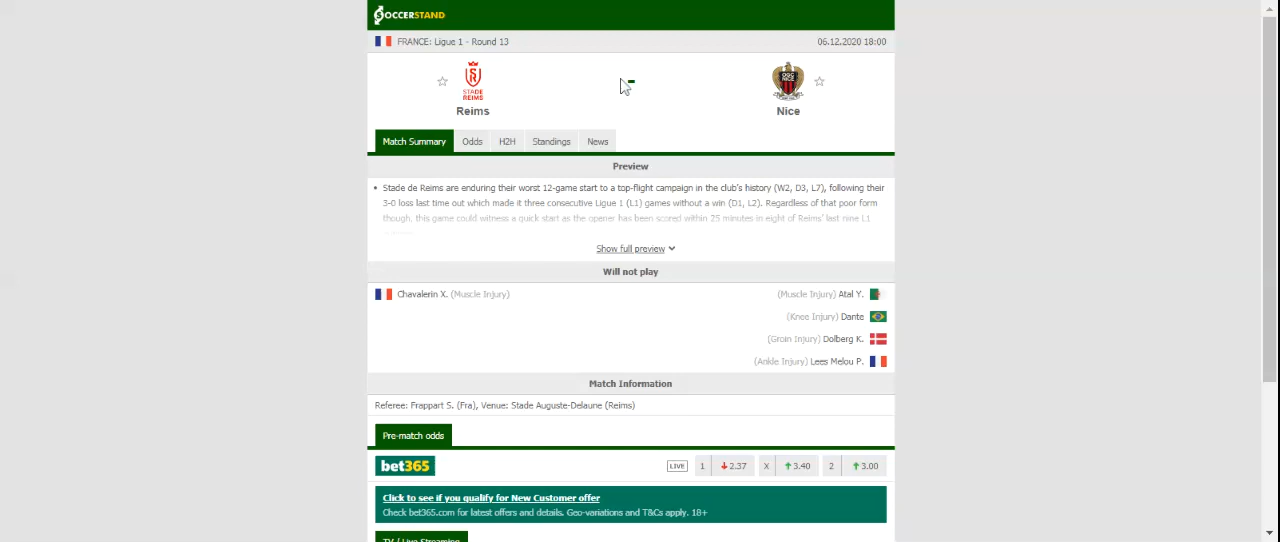 SOCCERSTAND
FRANCE: Ligue 1 - Round 13 06.12.2020 18:00
STADE REIMS
OGC NICE
Reims - Nice
Match Summary Odds H2H Standings News
Preview
Stade de Reims are enduring their worst 12-game start to a top-flight campaign in the club's history (W2, D3, L7), following their
3-0 loss last time out which made it three consecutive Ligue 1 (L1) games without a win (D1, L2). Regardless of that poor form
though, this game could witness a quick start as the opener has been scored within 25 minutes in eight of Reims' last nine L1
Show full preview
Will not play
Chavalerin X. (Muscle Injury) (Muscle Injury) Atal Y.
(Knee Injury) Dante
(Groin Injury) Dolberg K.
(Ankle Injury) Lees Melou P.
Match Information
Referee: Frappart S. (Fra), Venue: Stade Auguste-Delaune (Reims)
Pre-match odds
bet365 LIVE 1 2.37 X 3.40 2 3.00
Click to see if you qualify for New Customer offer
Check bet365.com for latest offers and details. Geo-variations and T&Cs apply. 18+
TV / Live Streaming